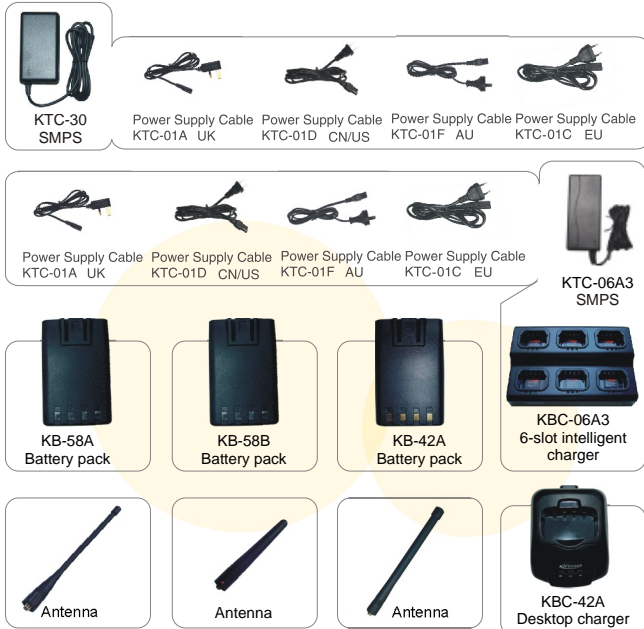 KTC-30
SMPS
Power Supply Cable
KTC-01A UK
Power Supply Cable
KTC-01D CN/US
Power Supply Cable
KTC-01F AU
Power Supply Cable
KTC-01C EU
Power Supply Cable
KTC-01A UK
Power Supply Cable
KTC-01D CN/US
Power Supply Cable
KTC-01F AU
Power Supply Cable
KTC-01C EU
KTC-06A3
SMPS
KB-58A
Battery pack
KB-58B
Battery pack
KB-42A
Battery pack
KBC-06A3
6-slot intelligent
charger
Antenna
Antenna
Antenna
KBC-42A
Desktop charger